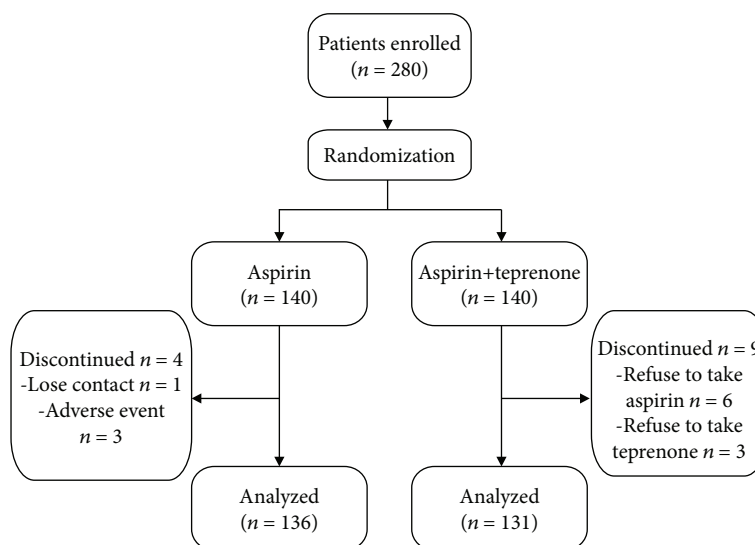 Patients enrolled
(n = 280)
Randomization
Aspirin
(n = 140)
Aspirin+teprenone
(n = 140)
Discontinued n = 4
-Lose contact n = 1
-Adverse event
n = 3
Discontinued n = 9
-Refuse to take
aspirin n = 6
-Refuse to take
teprenone n = 3
Analyzed
(n = 136)
Analyzed
(n = 131)